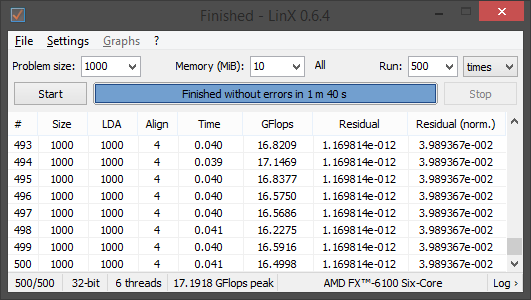 Finished - LinX 0.6.4
File Settings Graphs ?
Problem size: 1000 Memory (MiB): 10 All Run: 500 times
Start Finished without errors in 1 m 40 s Stop
# Size LDA Align Time GFlops Residual Residual (norm.)
493 1000 1000 4 0.040 16.8209 1.169814e-012 3.989367e-002
494 1000 1000 4 0.039 17.1469 1.169814e-012 3.989367e-002
495 1000 1000 4 0.040 16.8377 1.169814e-012 3.989367e-002
496 1000 1000 4 0.040 16.5750 1.169814e-012 3.989367e-002
497 1000 1000 4 0.040 16.5686 1.169814e-012 3.989367e-002
498 1000 1000 4 0.041 16.2275 1.169814e-012 3.989367e-002
499 1000 1000 4 0.040 16.5916 1.169814e-012 3.989367e-002
500 1000 1000 4 0.041 16.4998 1.169814e-012 3.989367e-002
500/500 32-bit 6 threads 17.1918 GFlops peak AMD FX™-6100 Six-Core Log ›